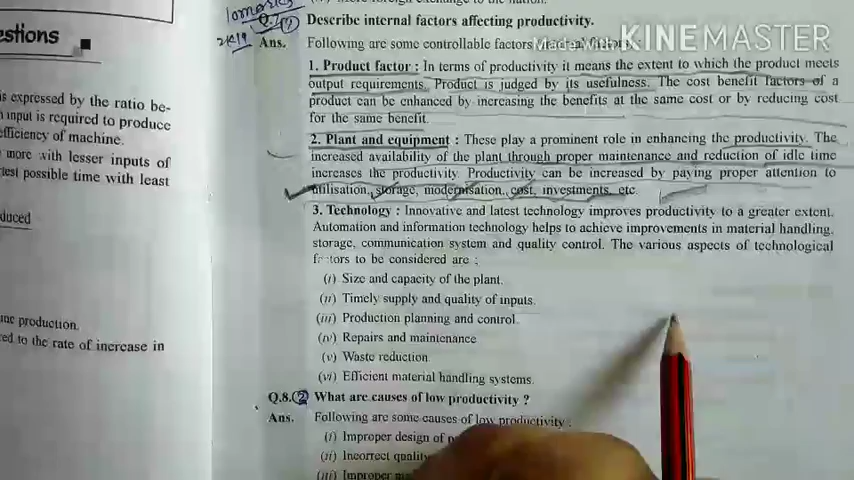 estions
is expressed by the ratio be-
input is required to produce
efficiency of machine.
more with lesser inputs of
test possible time with least
duced
me production.
ed to the rate of increase in
10marks
2K19
Q.7. Describe internal factors affecting productivity.
Ans. Following are some controllable factors
Made with KINEMASTER
1. Product factor : In terms of productivity it means the extent to which the product meets
output requirements. Product is judged by its usefulness. The cost benefit factors of a
product can be enhanced by increasing the benefits at the same cost or by reducing cost
for the same benefit.
2. Plant and equipment : These play a prominent role in enhancing the productivity. The
increased availability of the plant through proper maintenance and reduction of idle time
increases the productivity. Productivity can be increased by paying proper attention to
utilisation, storage, modernisation, cost, investments, etc.
3. Technology : Innovative and latest technology improves productivity to a greater extent.
Automation and information technology helps to achieve improvements in material handling,
storage, communication system and quality control. The various aspects of technological
factors to be considered are :
(i) Size and capacity of the plant.
(ii) Timely supply and quality of inputs.
(iii) Production planning and control.
(iv) Repairs and maintenance
(v) Waste reduction.
(vi) Efficient material handling systems.
Q.8.(2) What are causes of low productivity ?
Ans. Following are some causes of low productivity :
(i) Improper design of
(ii) Incorrect quality
(iii) Improper